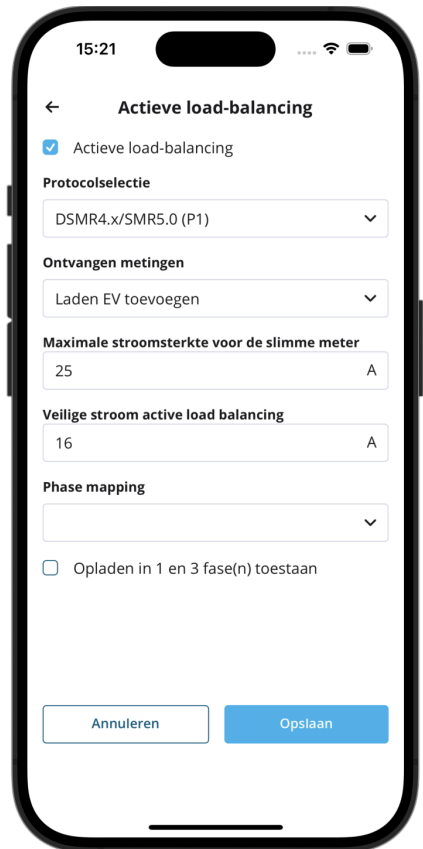 15:21
Actieve load-balancing
Actieve load-balancing
Protocolselectie
DSMR4.x/SMR5.0 (P1)
Ontvangen metingen
Laden EV toevoegen
Maximale stroomsterkte voor de slimme meter
25 A
Veilige stroom active load balancing
16 A
Phase mapping
Opladen in 1 en 3 fase(n) toestaan
Annuleren Opslaan